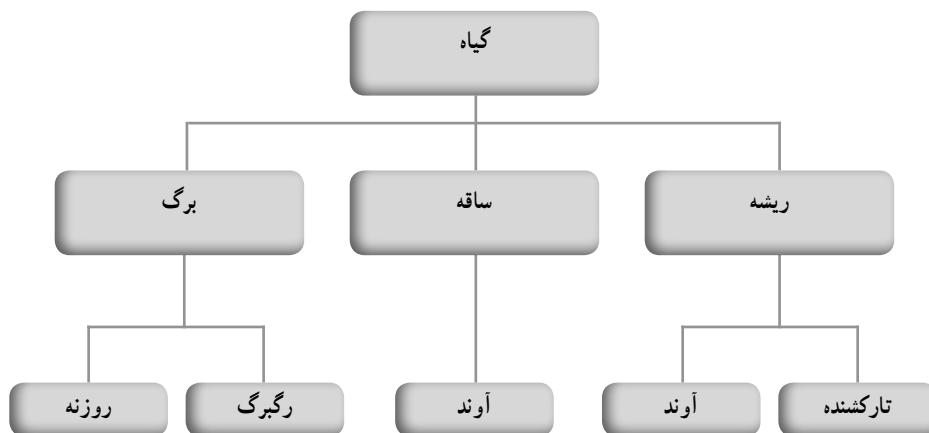 گیاه
ریشه
ساقه
برگ
تارکشنده
آوند
آوند
رگبرگ
روزنه